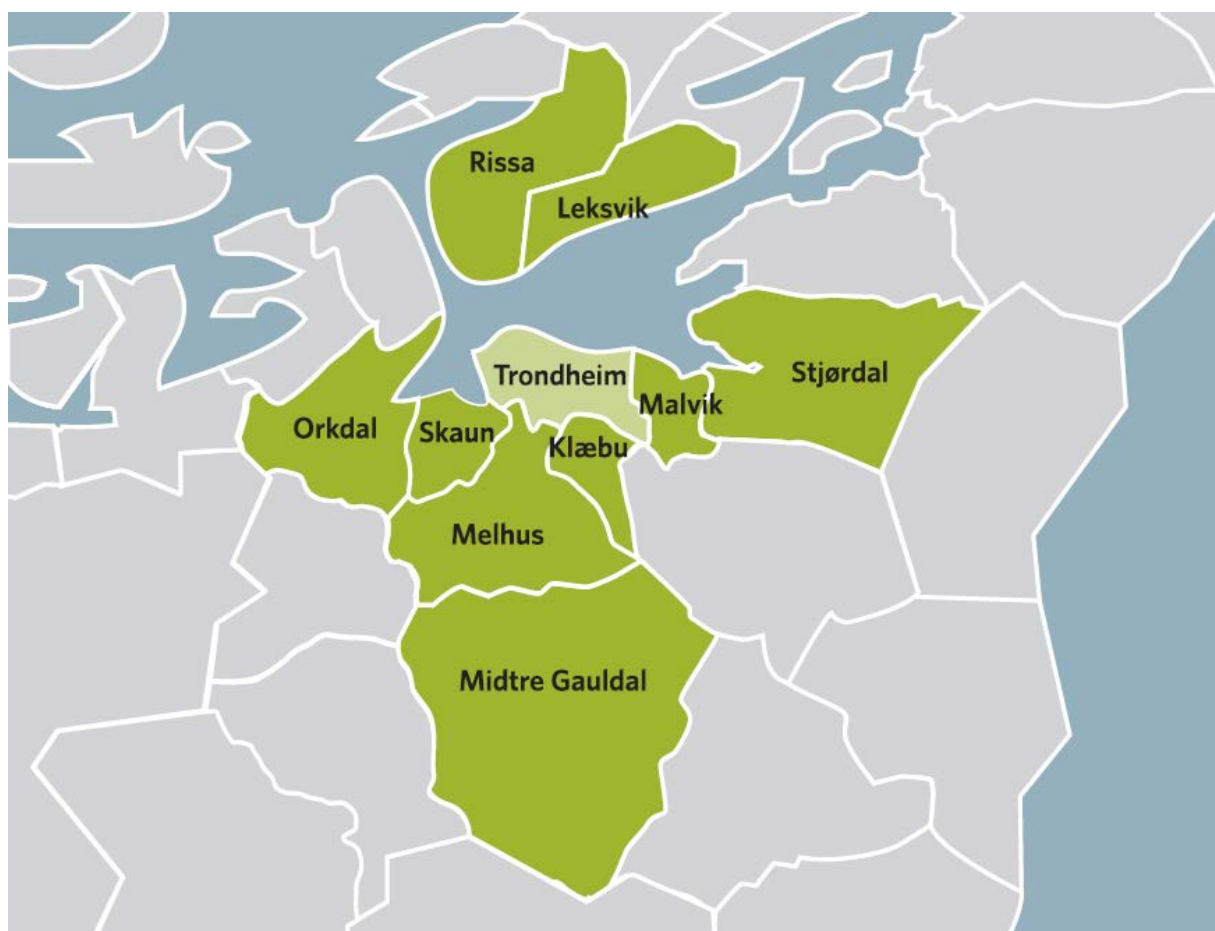 Rissa
Leksvik
Trondheim
Stjørdal
Malvik
Orkdal
Skaun
Klæbu
Melhus
Midtre Gauldal